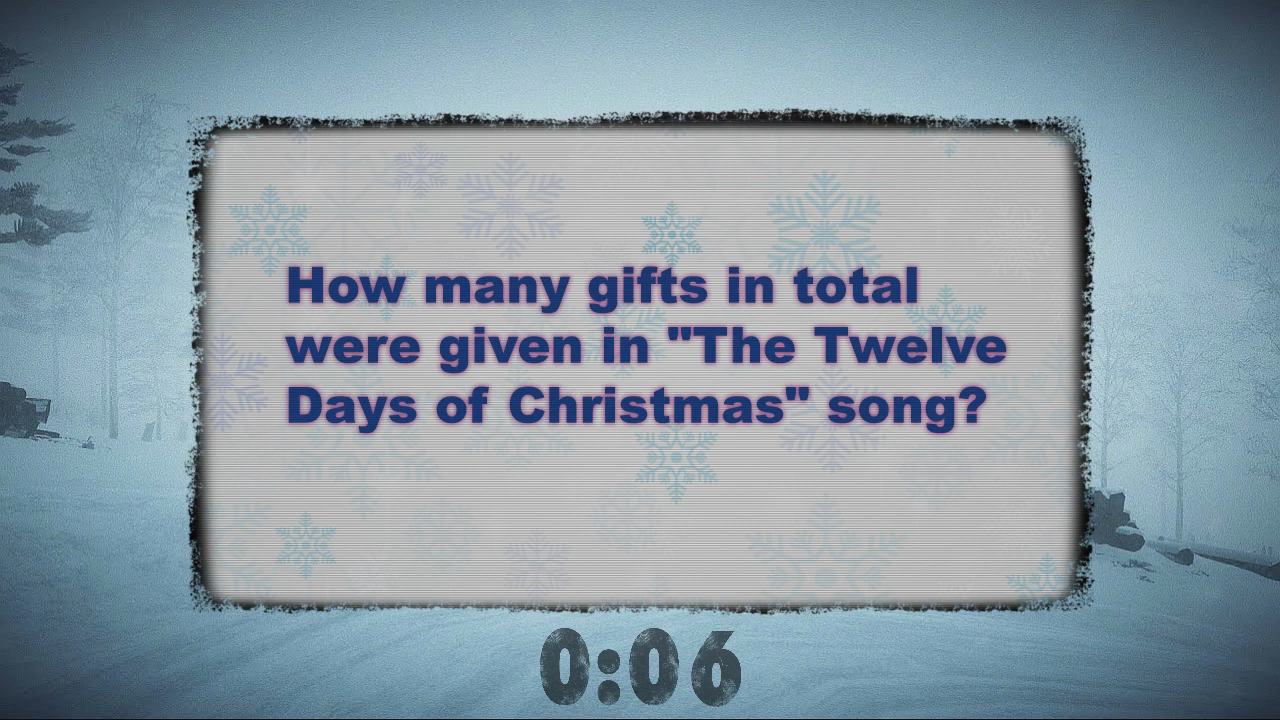 How many gifts in total
were given in "The Twelve
Days of Christmas" song?
0:06